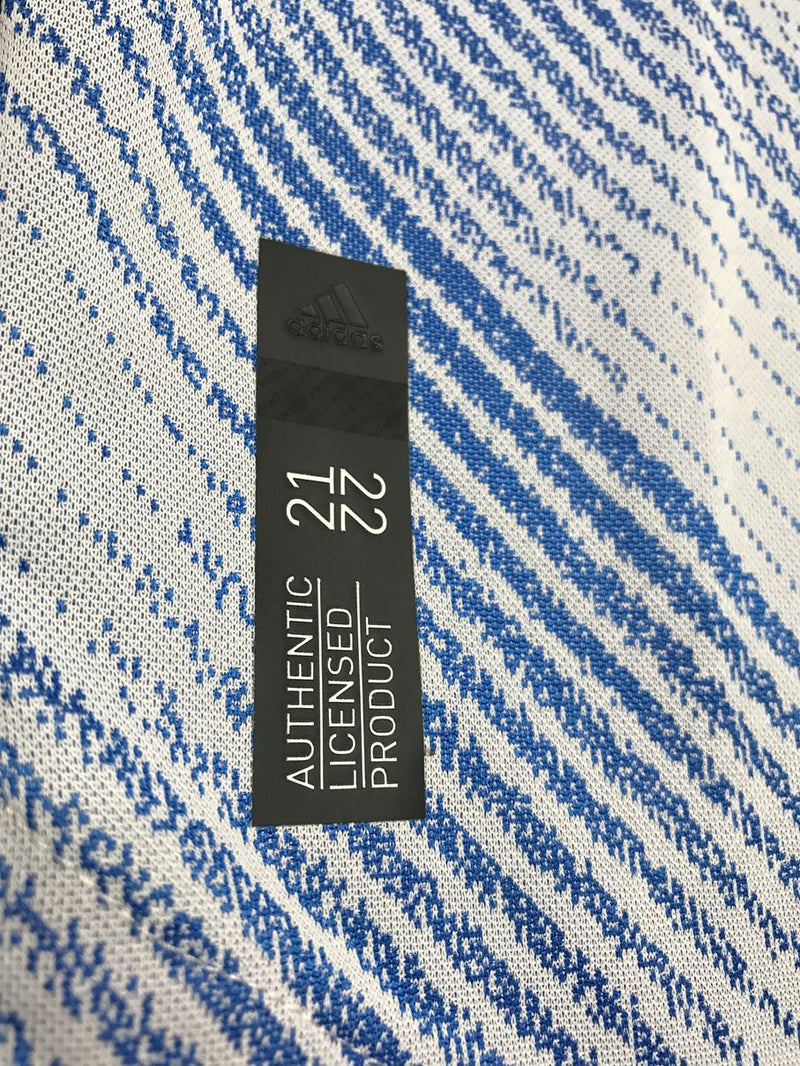 adidas
21
22
AUTHENTIC
LICENSED
PRODUCT